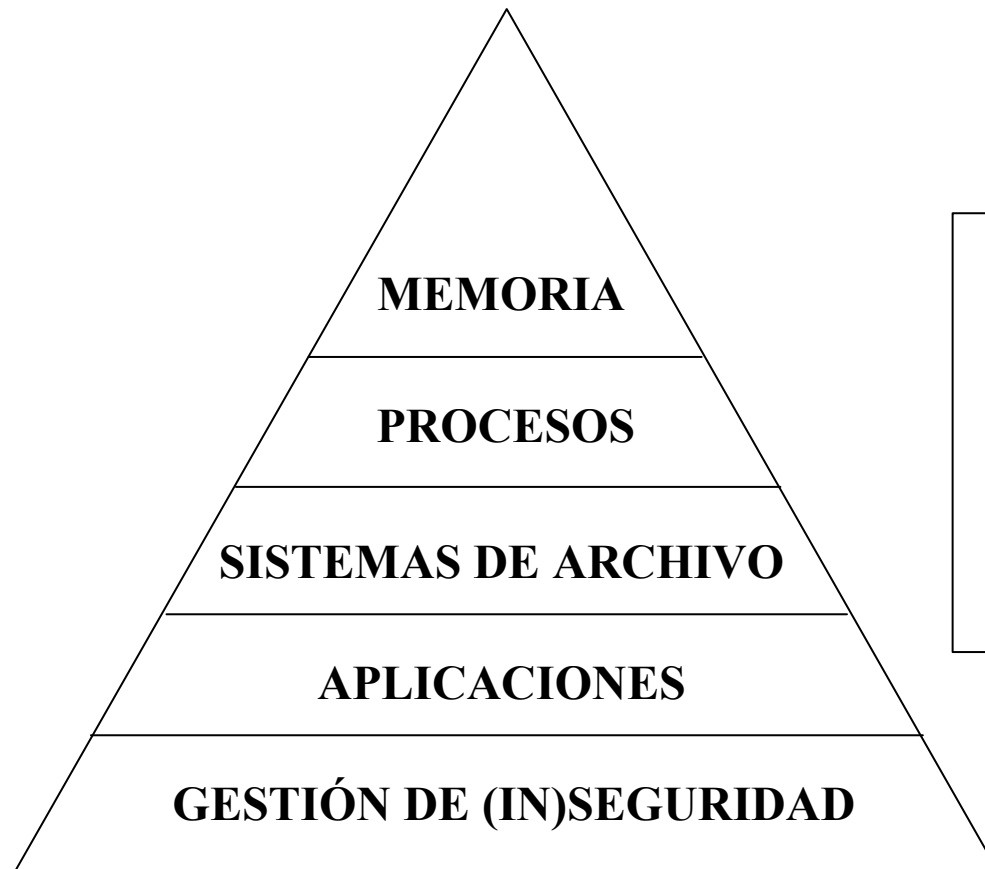 MEMORIA
PROCESOS
SISTEMAS DE ARCHIVO
APLICACIONES
GESTIÓN DE (IN)SEGURIDAD